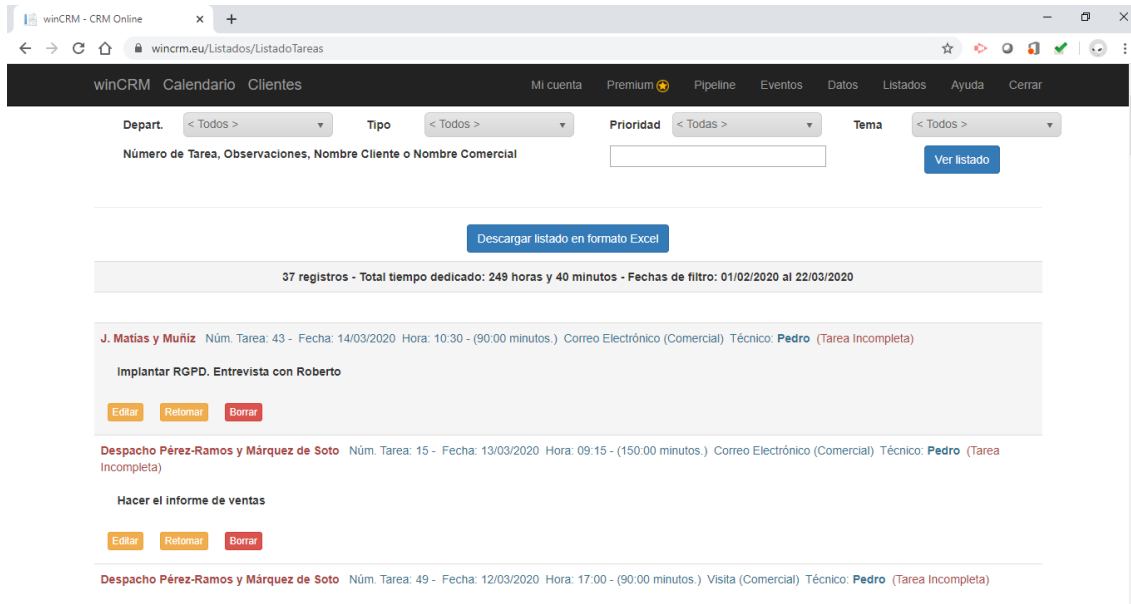 winCRM - CRM Online
wincrm.eu/Listados/ListadoTareas
winCRM Calendario Clientes Mi cuenta Premium Pipeline Eventos Datos Listados Ayuda Cerrar
Depart. < Todos > Tipo < Todos > Prioridad < Todas > Tema < Todos >
Número de Tarea, Observaciones, Nombre Cliente o Nombre Comercial Ver listado
Descargar listado en formato Excel
37 registros - Total tiempo dedicado: 249 horas y 40 minutos - Fechas de filtro: 01/02/2020 al 22/03/2020
J. Matías y Muñiz Núm. Tarea: 43 - Fecha: 14/03/2020 Hora: 10:30 - (90:00 minutos.) Correo Electrónico (Comercial) Técnico: Pedro (Tarea Incompleta)
Implantar RGPD. Entrevista con Roberto
Editar Retomar Borrar
Despacho Pérez-Ramos y Márquez de Soto Núm. Tarea: 15 - Fecha: 13/03/2020 Hora: 09:15 - (150:00 minutos.) Correo Electrónico (Comercial) Técnico: Pedro (Tarea
Incompleta)
Hacer el informe de ventas
Editar Retomar Borrar
Despacho Pérez-Ramos y Márquez de Soto Núm. Tarea: 49 - Fecha: 12/03/2020 Hora: 17:00 - (90:00 minutos.) Visita (Comercial) Técnico: Pedro (Tarea Incompleta)